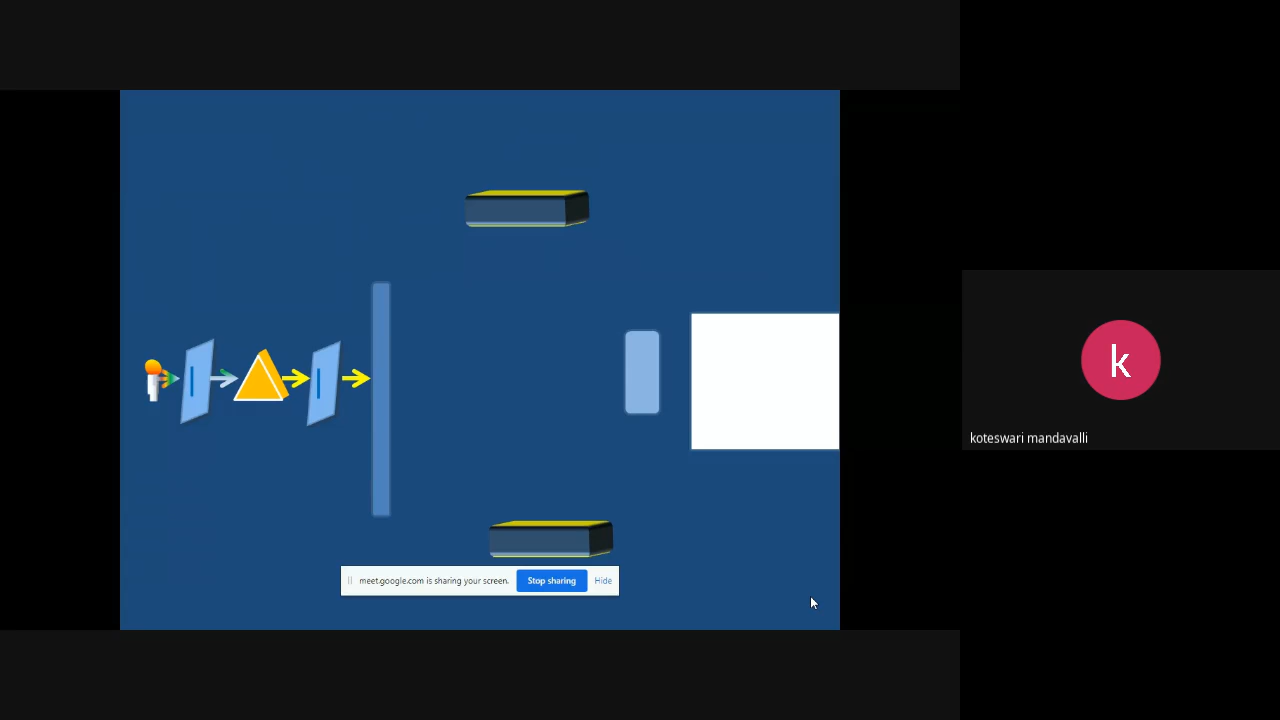 meet.google.com is sharing your screen.
Stop sharing
Hide
k
koteswari mandavalli